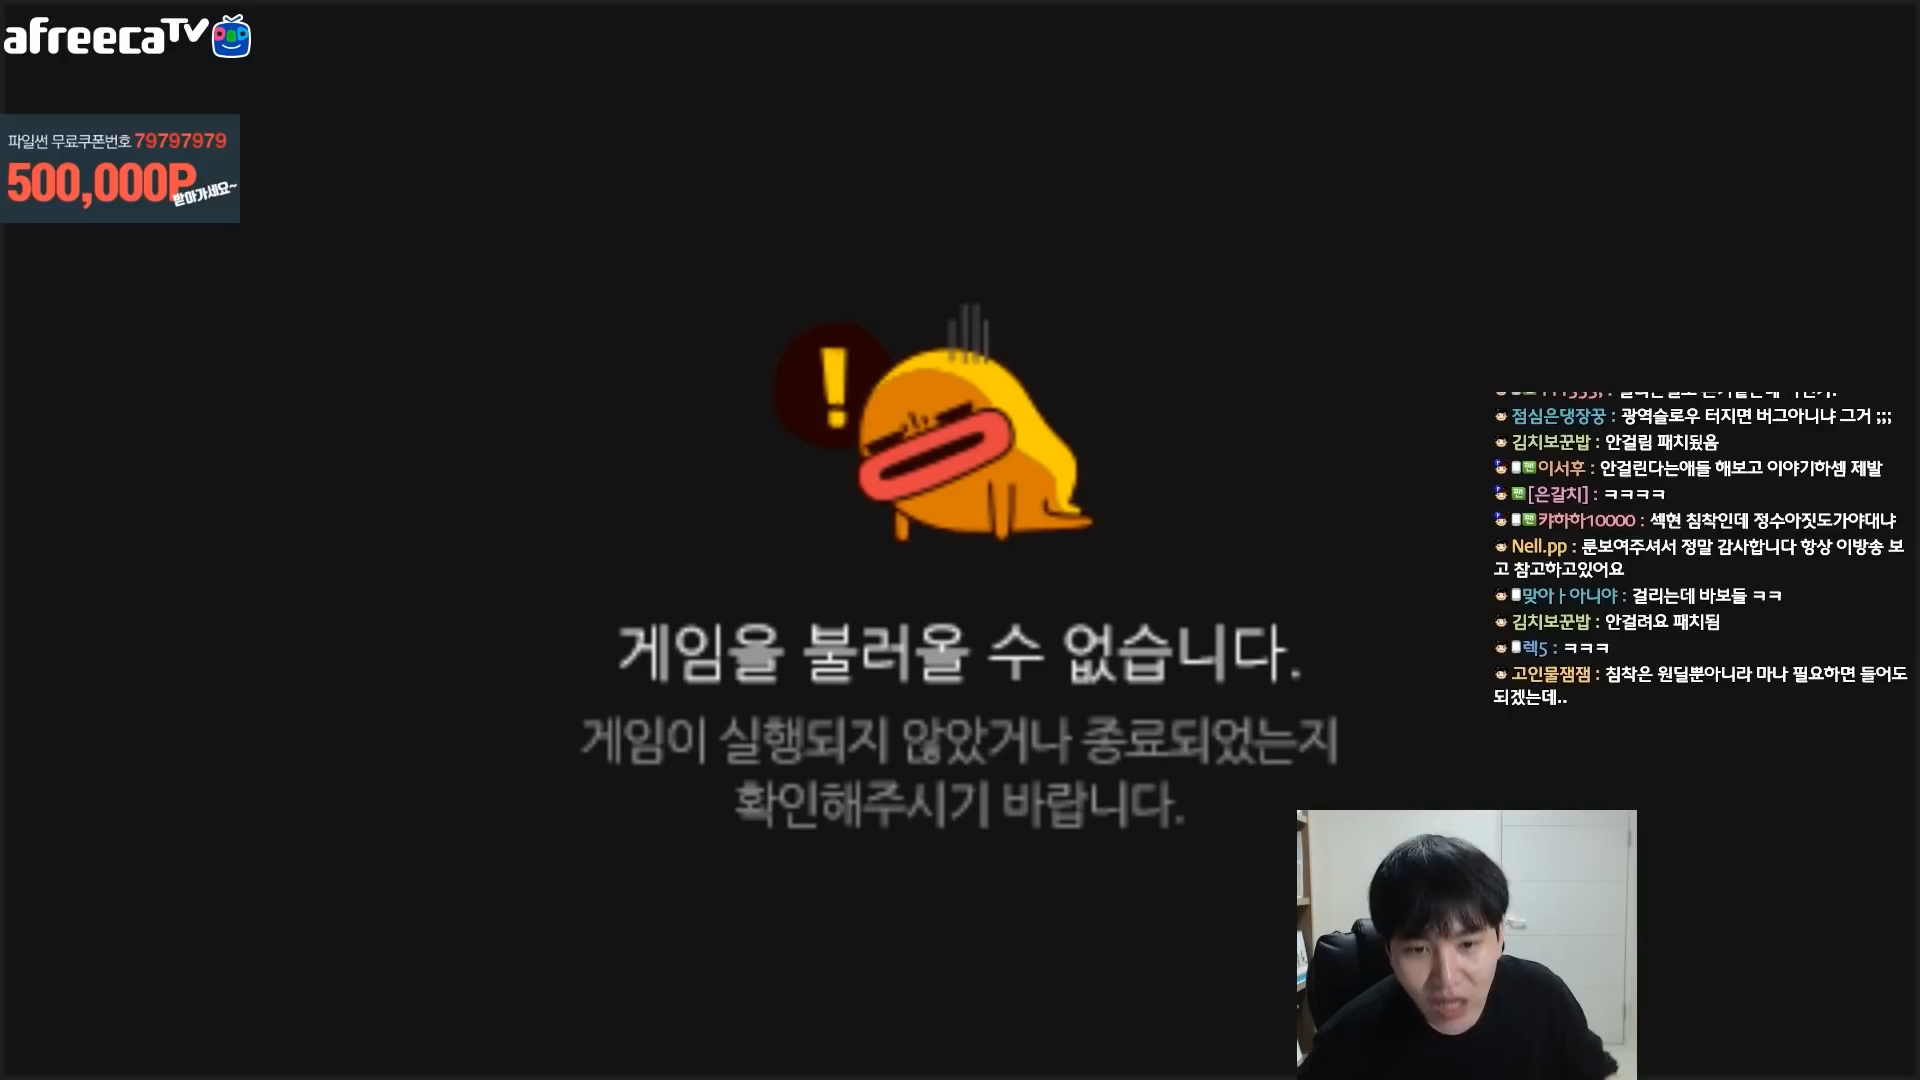 afreecaTV
파일썬 무료쿠폰번호 79797979
500,000P
받아가세요~
게임을 불러올 수 없습니다.
게임이 실행되지 않았거나 종료되었는지
확인해주시기 바랍니다.
점심은댕장꿍 : 광역슬로우 터지면 버그아니냐 그거 ;;;
김치보꾼밥 : 안걸림 패치됬음
팬 이서후 : 안걸린다는애들 해보고 이야기하셈 제발
팬 [은갈치] : ㅋㅋㅋㅋ
팬 캬하하10000 : 섹현 침착인데 정수아짓도가야대냐
Nell.pp : 룬보여주셔서 정말 감사합니다 항상 이방송 보
고 참고하고있어요
맞아ㅏ아니야 : 걸리는데 바보들 ㅋㅋ
김치보꾼밥 : 안걸려요 패치됨
렉5 : ㅋㅋㅋ
고인물잼잼 : 침착은 원딜뿐아니라 마나 필요하면 들어도
되겠는데..